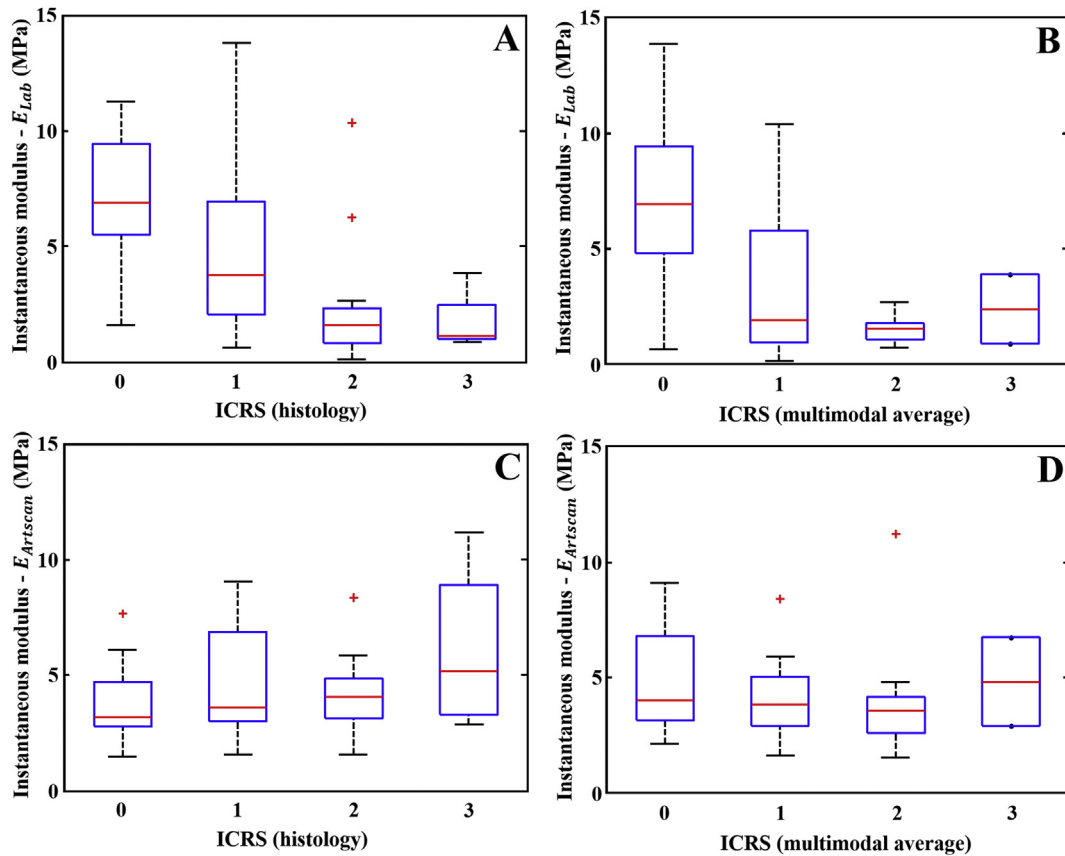 A
Instantaneous modulus - E_Lab (MPa)
15
10
5
0
0 1 2 3
ICRS (histology)
B
Instantaneous modulus - E_Lab (MPa)
15
10
5
0
0 1 2 3
ICRS (multimodal average)
C
Instantaneous modulus - E_Artscan (MPa)
15
10
5
0
0 1 2 3
ICRS (histology)
D
Instantaneous modulus - E_Artscan (MPa)
15
10
5
0
0 1 2 3
ICRS (multimodal average)